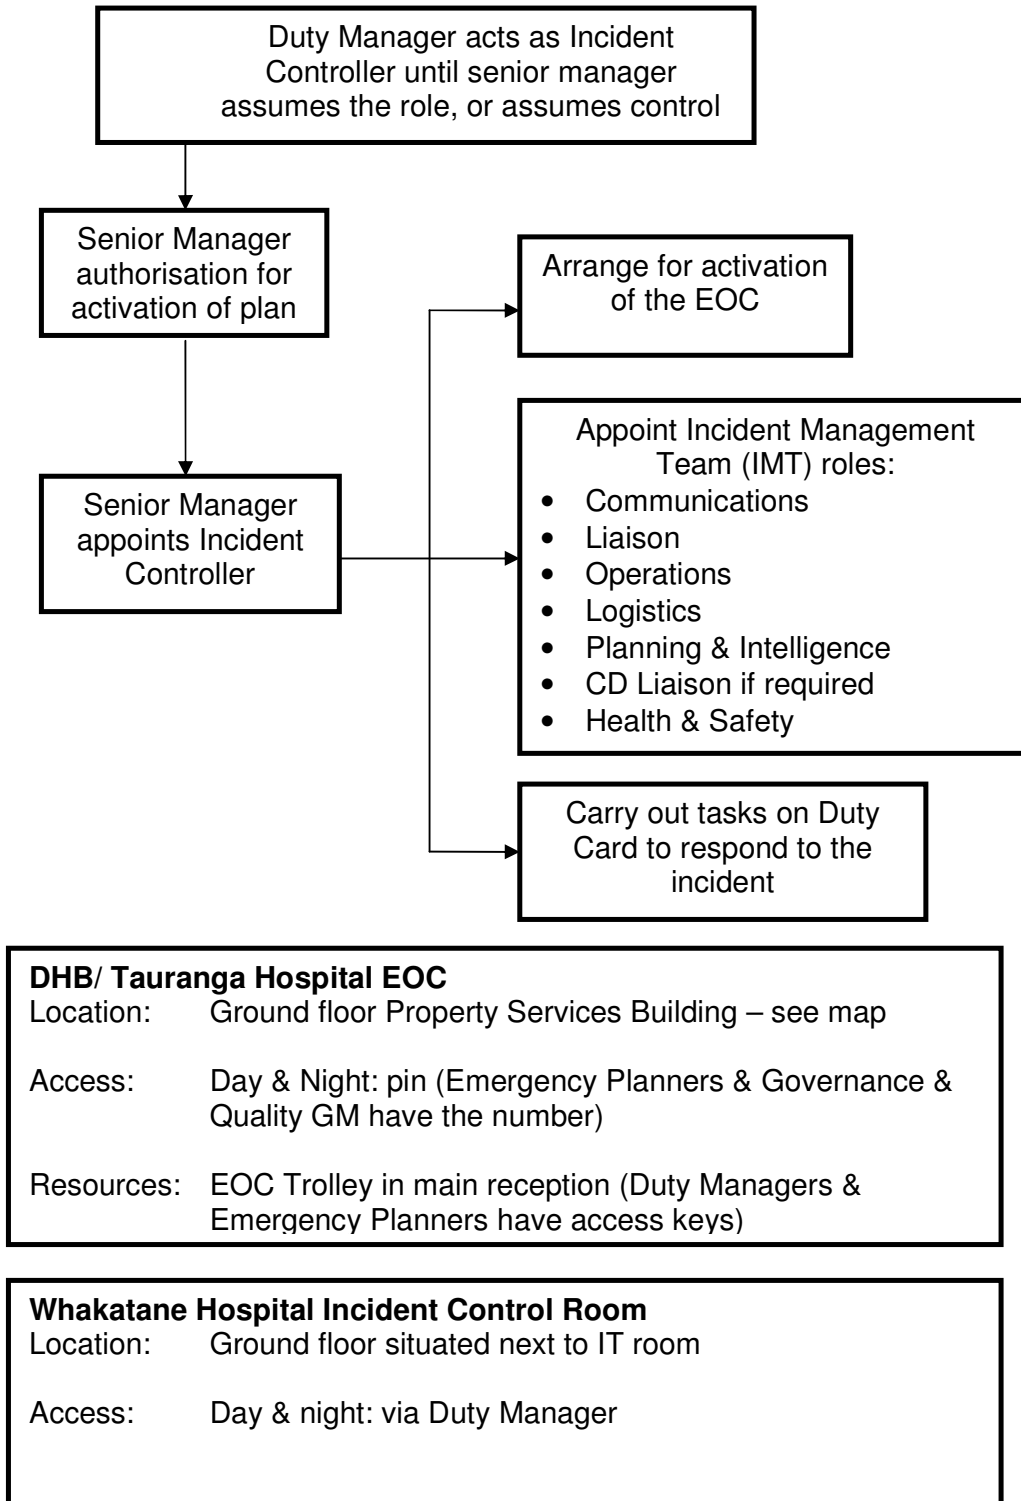 Duty Manager acts as Incident
Controller until senior manager
assumes the role, or assumes control
Senior Manager
authorisation for
activation of plan
Senior Manager
appoints Incident
Controller
Arrange for activation
of the EOC
Appoint Incident Management
Team (IMT) roles:
• Communications
• Liaison
• Operations
• Logistics
• Planning & Intelligence
• CD Liaison if required
• Health & Safety
Carry out tasks on Duty
Card to respond to the
incident
DHB/ Tauranga Hospital EOC
Location: Ground floor Property Services Building – see map
Access: Day & Night: pin (Emergency Planners & Governance &
Quality GM have the number)
Resources: EOC Trolley in main reception (Duty Managers &
Emergency Planners have access keys)
Whakatane Hospital Incident Control Room
Location: Ground floor situated next to IT room
Access: Day & night: via Duty Manager